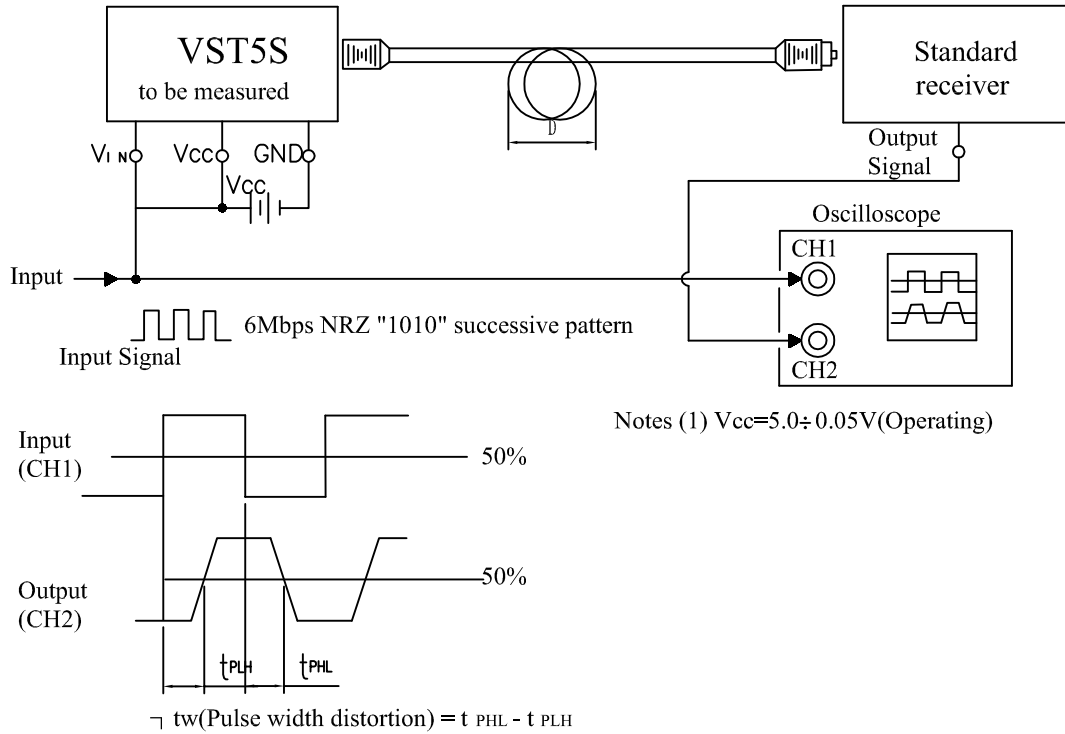 VST5S
to be measured
Standard
receiver
D
VIN
Vcc
GND
Vcc
Output
Signal
Oscilloscope
CH1
Input
CH2
6Mbps NRZ "1010" successive pattern
Input Signal
Notes (1) Vcc=5.0÷0.05V(Operating)
Input
(CH1)
50%
Output
(CH2)
50%
tPLH
tPHL
¬ tw(Pulse width distortion) = t PHL - t PLH